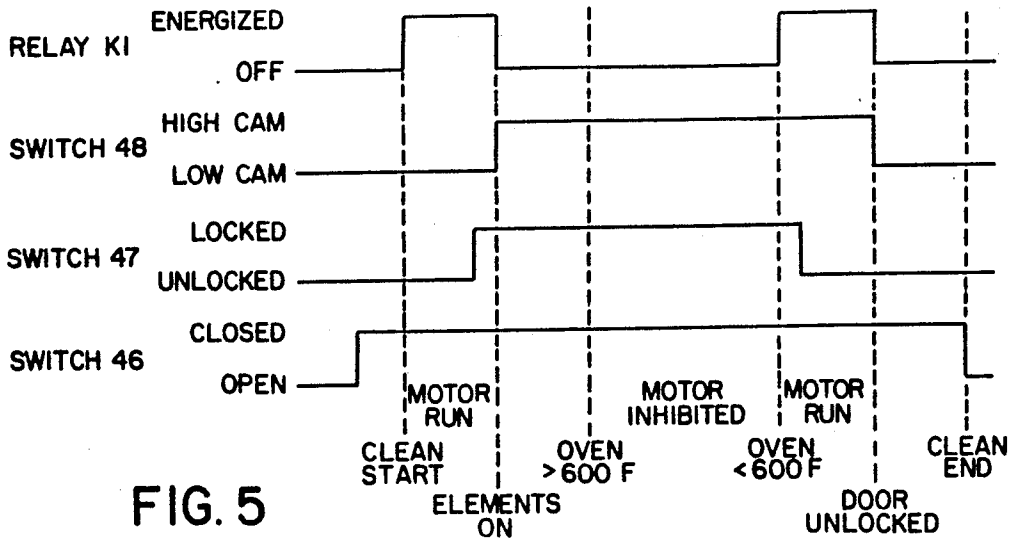 RELAY K1
ENERGIZED
OFF
SWITCH 48
HIGH CAM
LOW CAM
SWITCH 47
LOCKED
UNLOCKED
SWITCH 46
CLOSED
OPEN
MOTOR
RUN
MOTOR
INHIBITED
MOTOR
RUN
CLEAN
START
OVEN
>600 F
OVEN
<600 F
CLEAN
END
ELEMENTS
ON
DOOR
UNLOCKED
FIG. 5